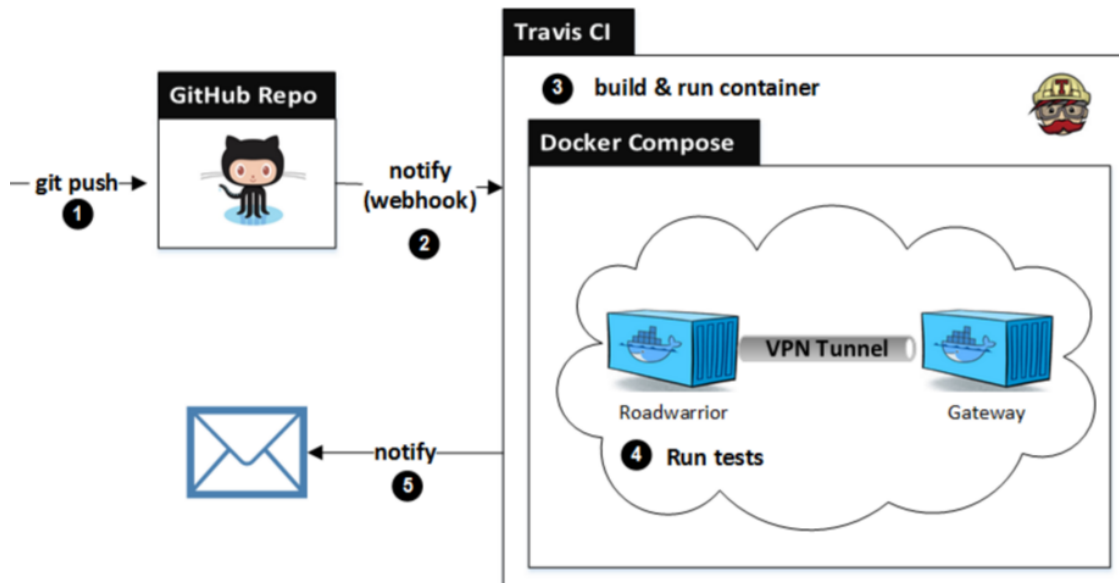 Travis CI
3 build & run container
GitHub Repo
Docker Compose
git push
1
notify
(webhook)
2
VPN Tunnel
Roadwarrior
Gateway
4 Run tests
notify
5
T